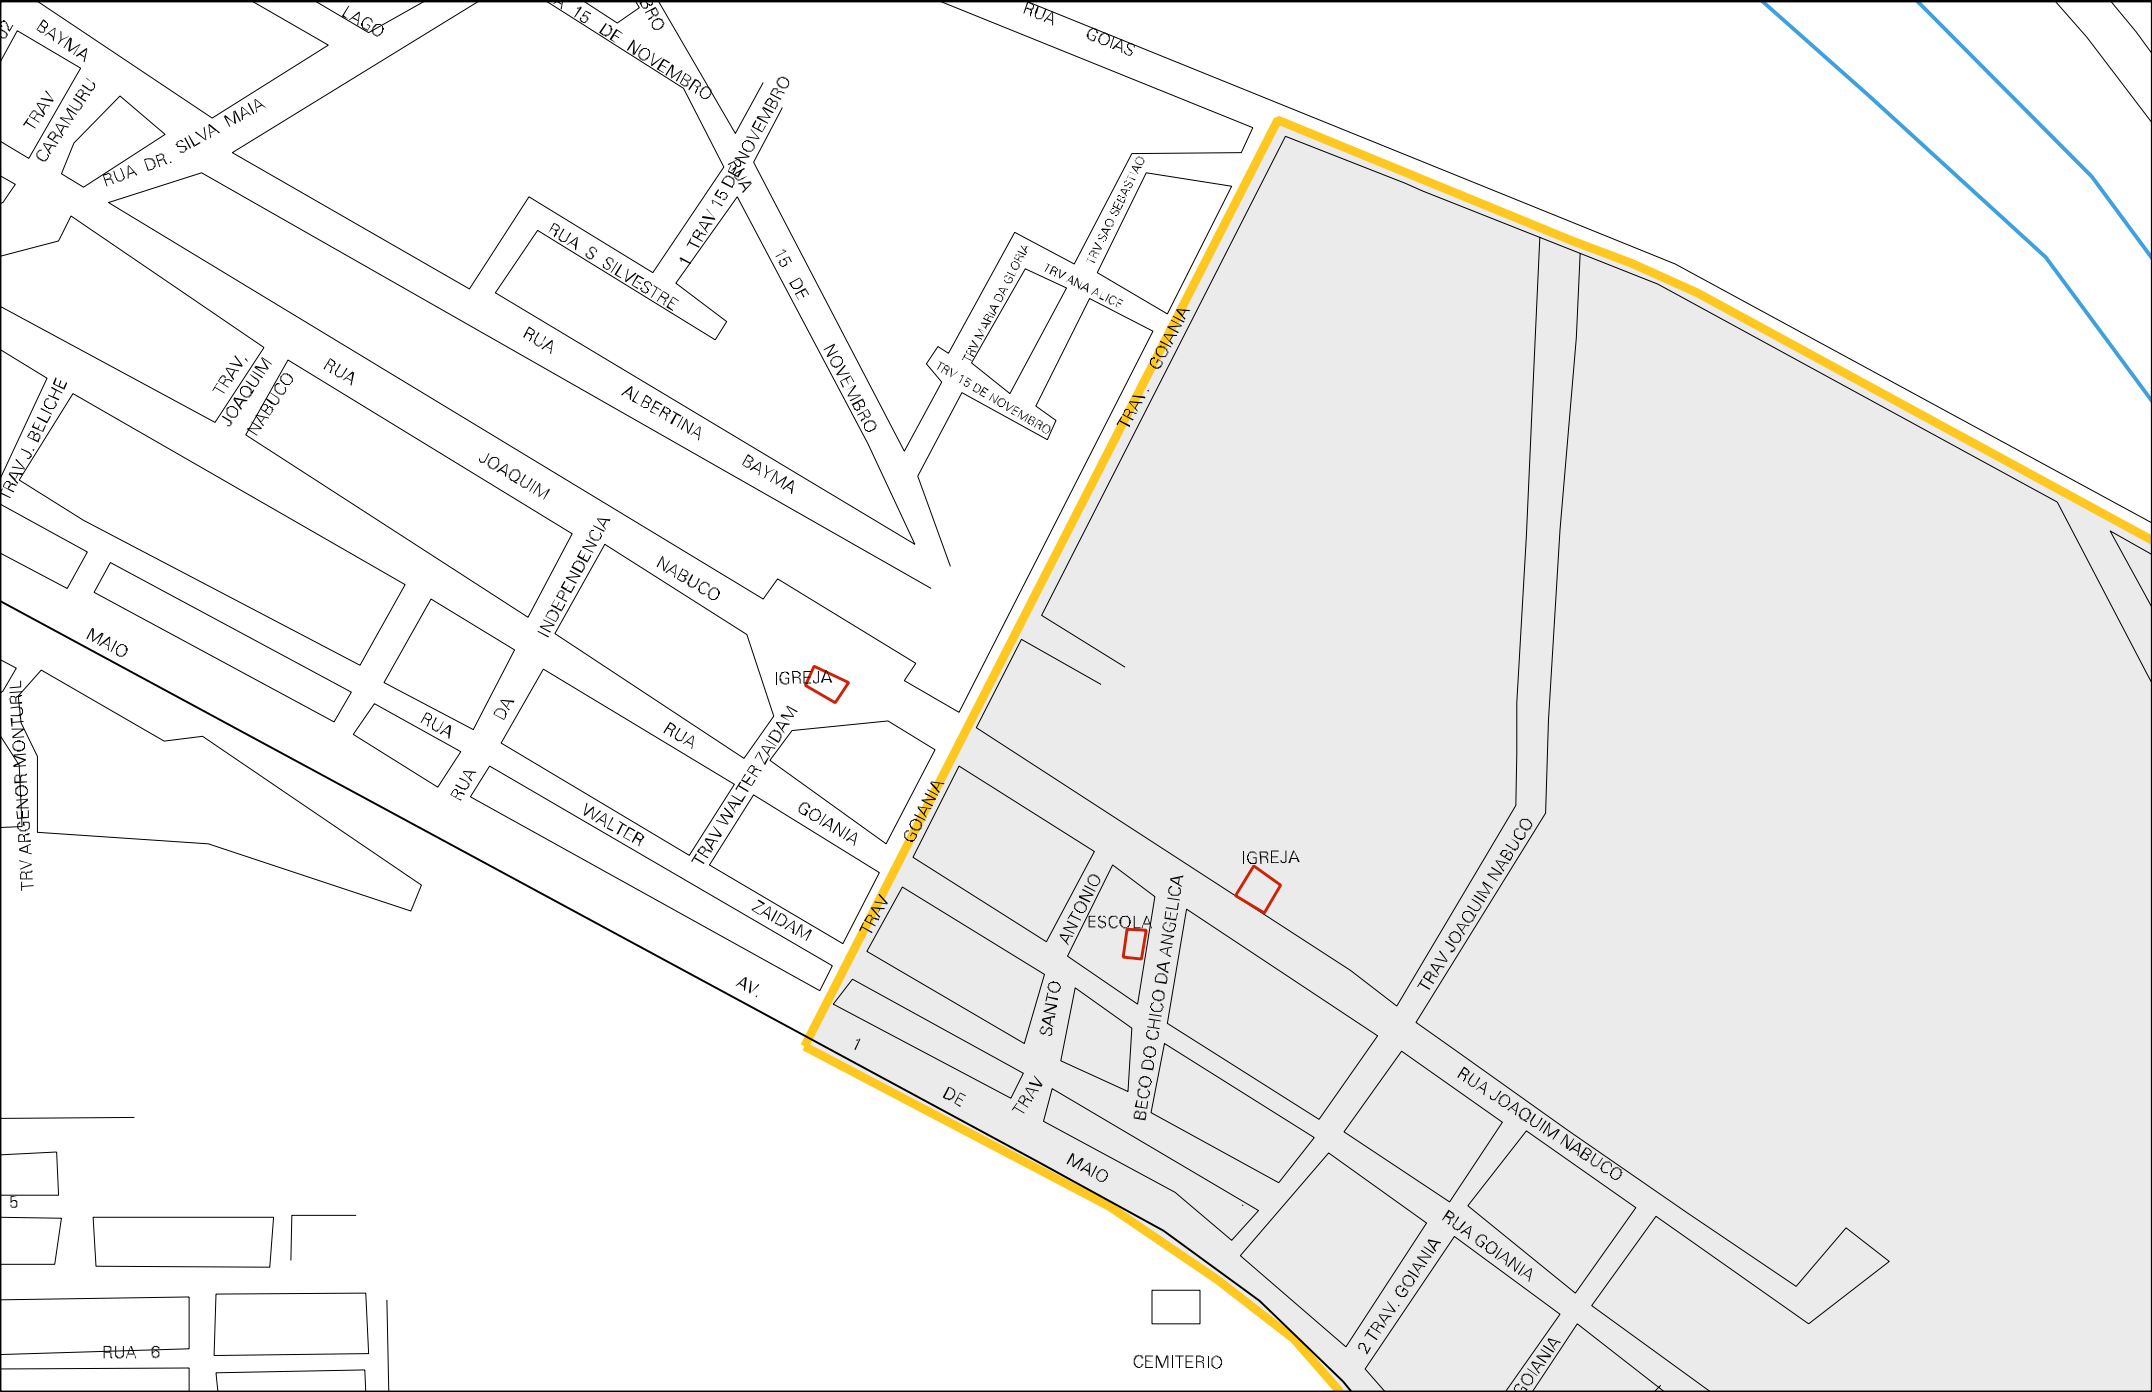 LAGO
BAYMA
62
TRAV
CARAMURU
RUA DR. SILVA MAIA
15 DE NOVEMBRO
RUA GOIAS
1 TRAV 15 DE NOVEMBRO
RUA 15 DE NOVEMBRO
RUA S SILVESTRE
TRV SAO SEBASTIAO
TRV MARIA DA GLORIA
TRV ANA ALICE
TRV 15 DE NOVEMBRO
TRAV. GOIANIA
RUA ALBERTINA BAYMA
TRAV. JOAQUIM NABUCO
RUA JOAQUIM NABUCO
TRAV J. BELICHE
RUA DA INDEPENDENCIA
MAIO
IGREJA
TRV ARGENOR MONTURIL
RUA GOIANIA
TRAV WALTER ZAIDAM
RUA WALTER ZAIDAM
TRAV GOIANIA
IGREJA
ESCOLA
TRAV SANTO ANTONIO
BECO DO CHICO DA ANGELICA
TRAV JOAQUIM NABUCO
AV. 1 DE MAIO
RUA JOAQUIM NABUCO
RUA GOIANIA
2 TRAV. GOIANIA
GOIANIA
5
RUA 6
CEMITERIO